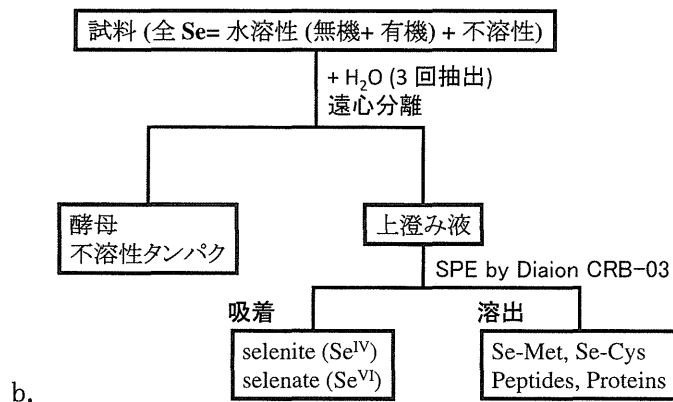 試料 (全 Se= 水溶性 (無機+ 有機) + 不溶性)
+ H₂O (3 回抽出)
遠心分離
酵母
不溶性タンパク
上澄み液
SPE by Diaion CRB-03
吸着
溶出
selenite (Seᴵⱽ)
selenate (Seⱽᴵ)
Se-Met, Se-Cys
Peptides, Proteins
b.